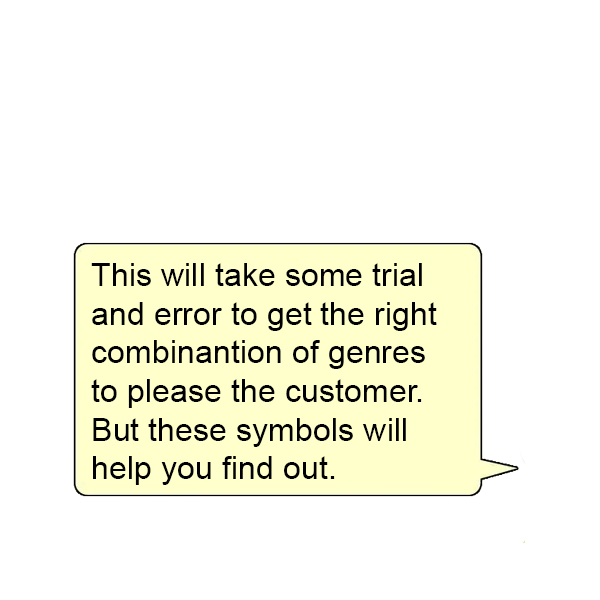 This will take some trial
and error to get the right
combinantion of genres
to please the customer.
But these symbols will
help you find out.